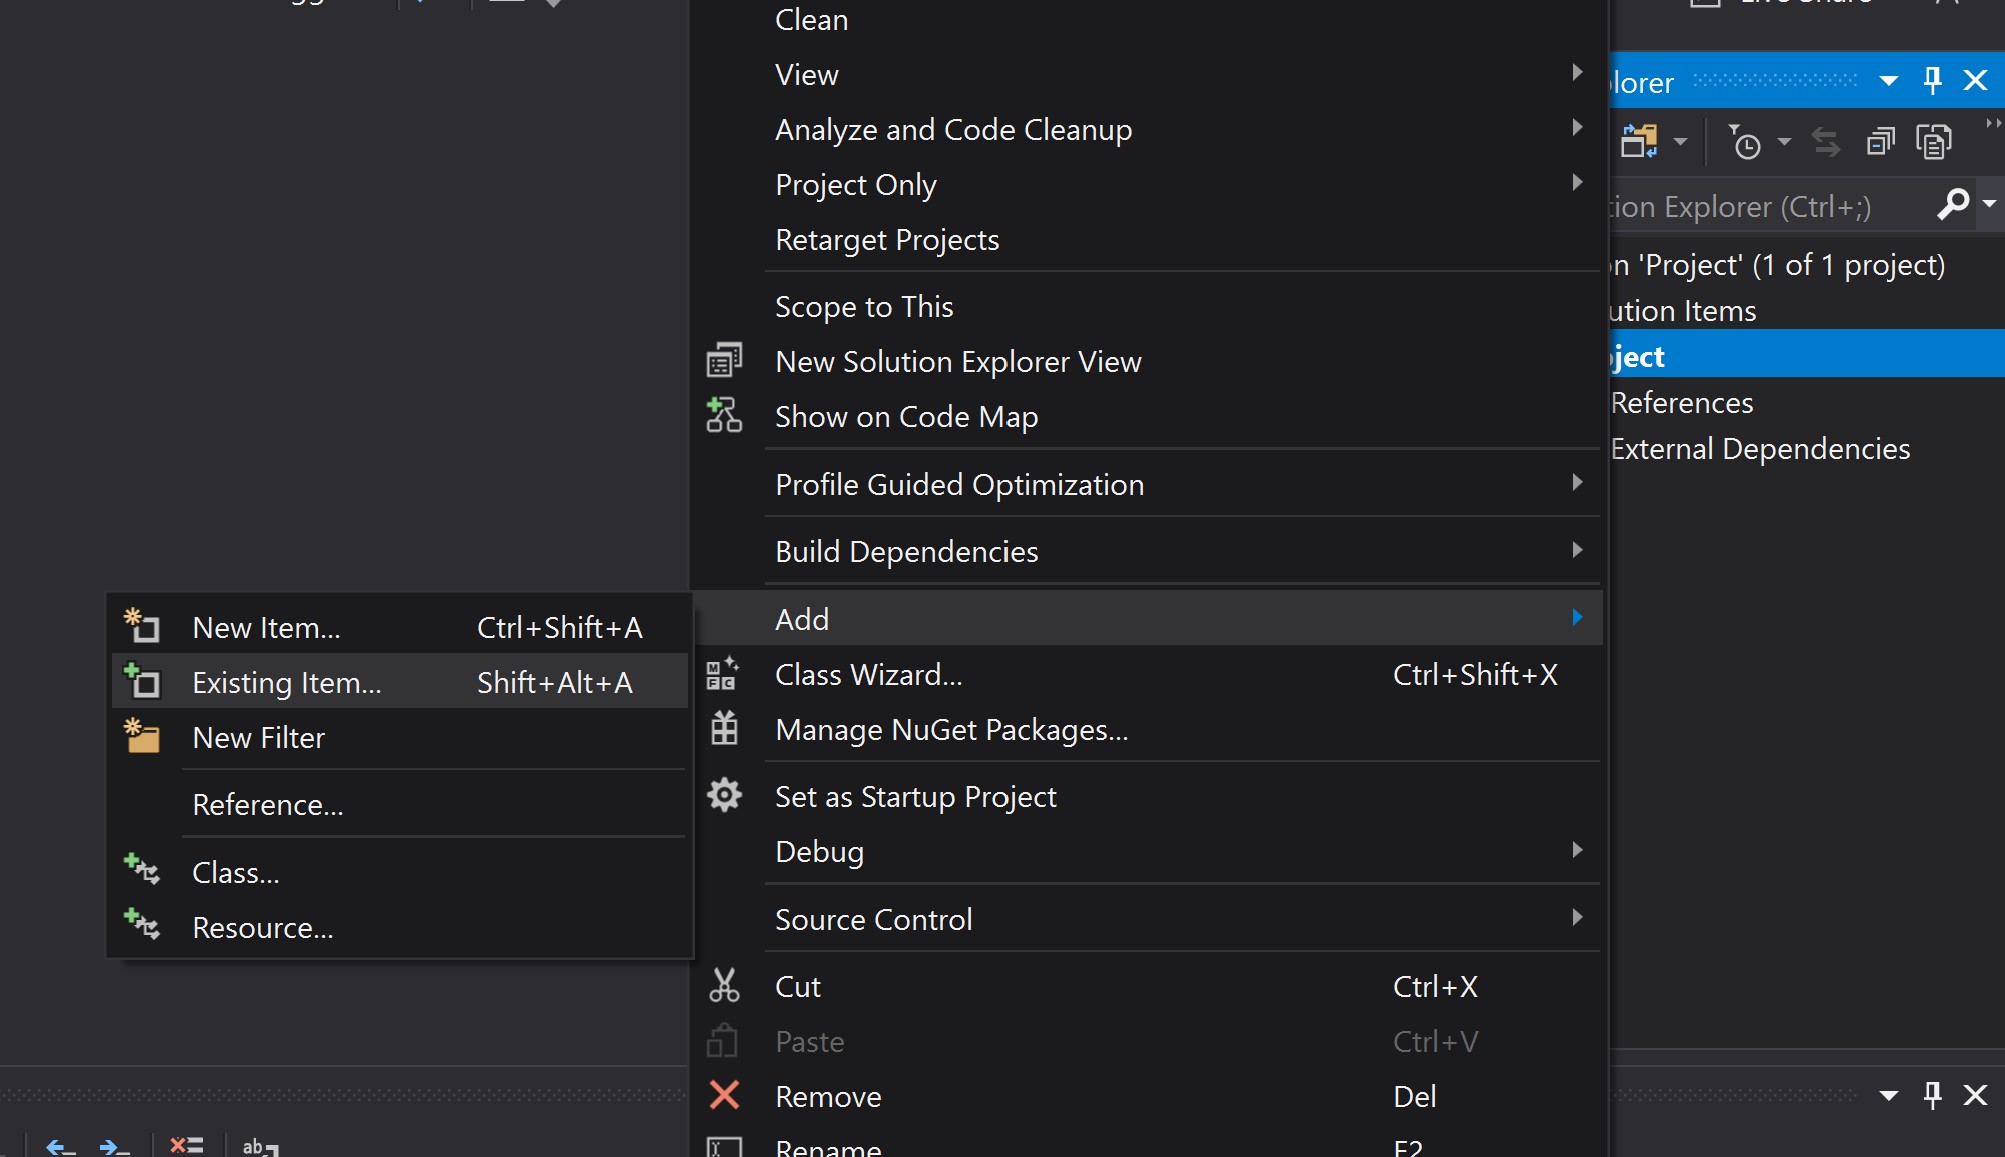 Clean
View
Analyze and Code Cleanup
Project Only
Retarget Projects
Scope to This
New Solution Explorer View
Show on Code Map
Profile Guided Optimization
Build Dependencies
Add
Class Wizard... Ctrl+Shift+X
Manage NuGet Packages...
Set as Startup Project
Debug
Source Control
Cut Ctrl+X
Paste Ctrl+V
Remove Del
Rename F2
New Item... Ctrl+Shift+A
Existing Item... Shift+Alt+A
New Filter
Reference...
Class...
Resource...
Live Share
lorer
tion Explorer (Ctrl+;)
n 'Project' (1 of 1 project)
ution Items
ject
References
External Dependencies
ab